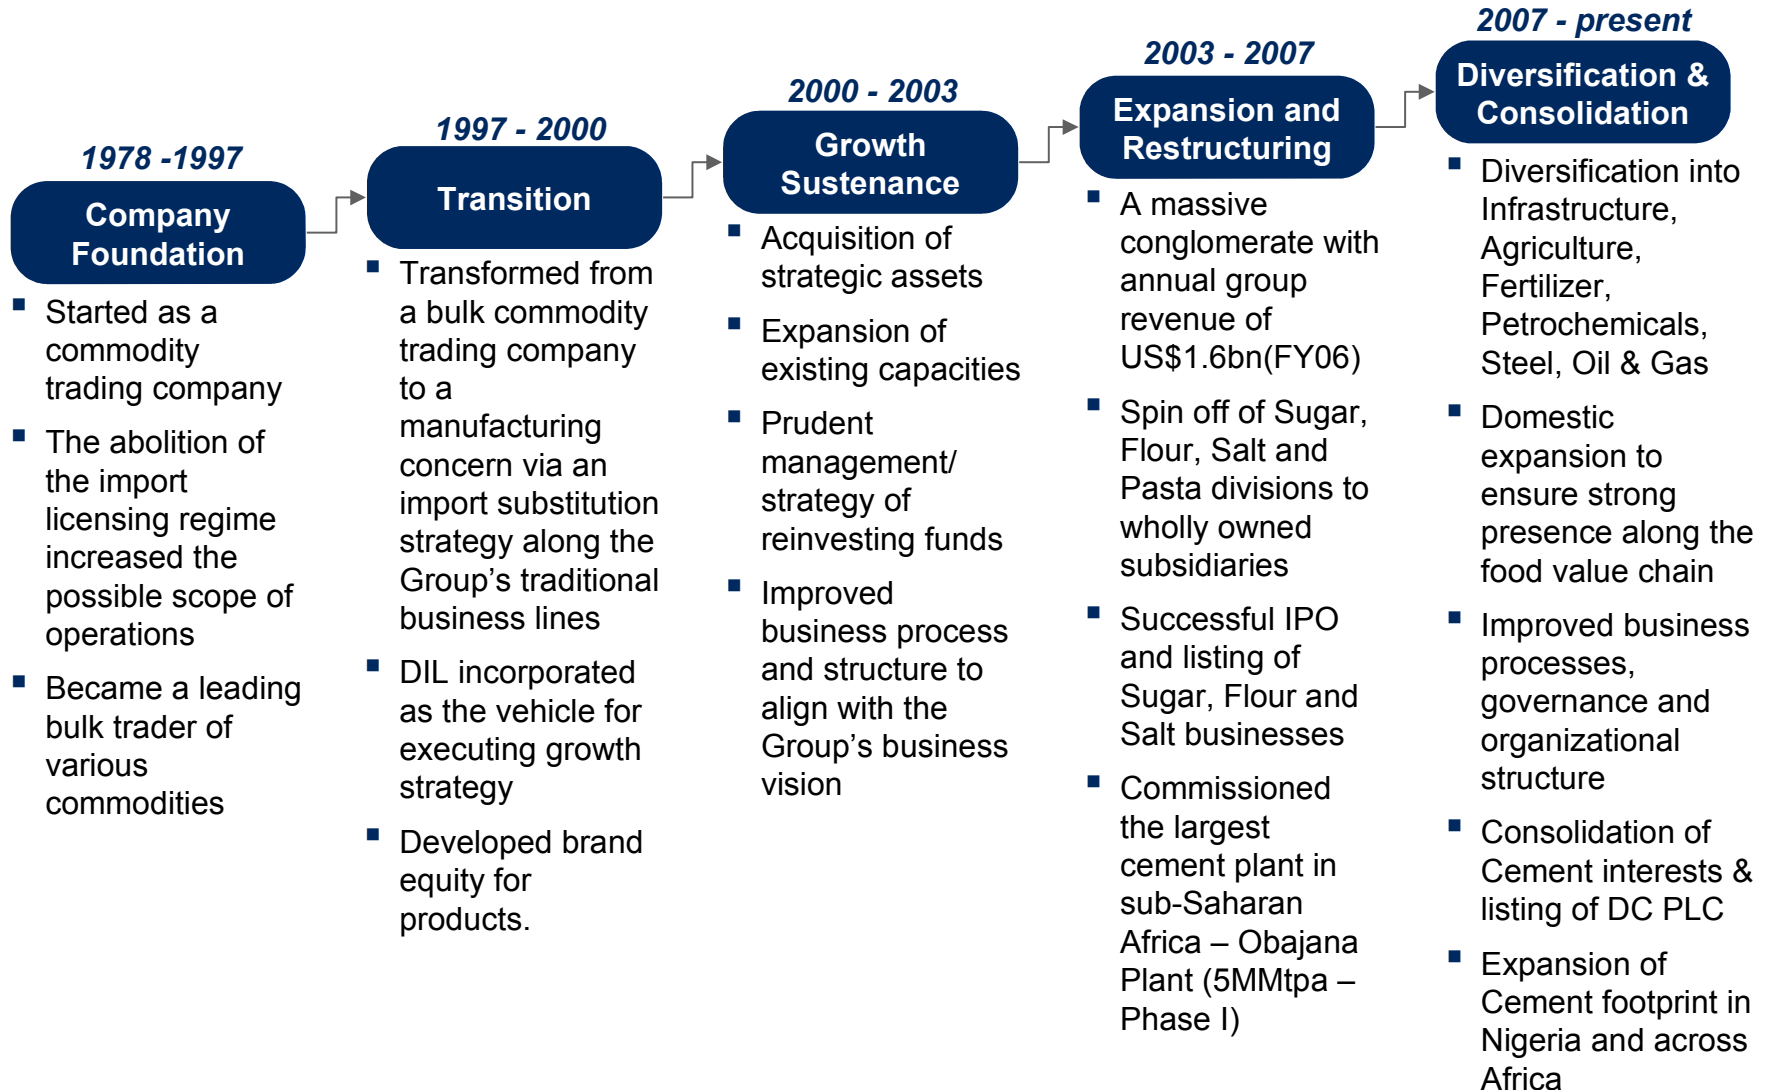 1978 -1997
Company
Foundation
▪ Started as a
commodity
trading company
▪ The abolition of
the import
licensing regime
increased the
possible scope of
operations
▪ Became a leading
bulk trader of
various
commodities
1997 - 2000
Transition
▪ Transformed from
a bulk commodity
trading company
to a
manufacturing
concern via an
import substitution
strategy along the
Group’s traditional
business lines
▪ DIL incorporated
as the vehicle for
executing growth
strategy
▪ Developed brand
equity for
products.
2000 - 2003
Growth
Sustenance
▪ Acquisition of
strategic assets
▪ Expansion of
existing capacities
▪ Prudent
management/
strategy of
reinvesting funds
▪ Improved
business process
and structure to
align with the
Group’s business
vision
2003 - 2007
Expansion and
Restructuring
▪ A massive
conglomerate with
annual group
revenue of
US$1.6bn(FY06)
▪ Spin off of Sugar,
Flour, Salt and
Pasta divisions to
wholly owned
subsidiaries
▪ Successful IPO
and listing of
Sugar, Flour and
Salt businesses
▪ Commissioned
the largest
cement plant in
sub-Saharan
Africa – Obajana
Plant (5MMtpa –
Phase I)
2007 - present
Diversification &
Consolidation
▪ Diversification into
Infrastructure,
Agriculture,
Fertilizer,
Petrochemicals,
Steel, Oil & Gas
▪ Domestic
expansion to
ensure strong
presence along the
food value chain
▪ Improved business
processes,
governance and
organizational
structure
▪ Consolidation of
Cement interests &
listing of DC PLC
▪ Expansion of
Cement footprint in
Nigeria and across
Africa